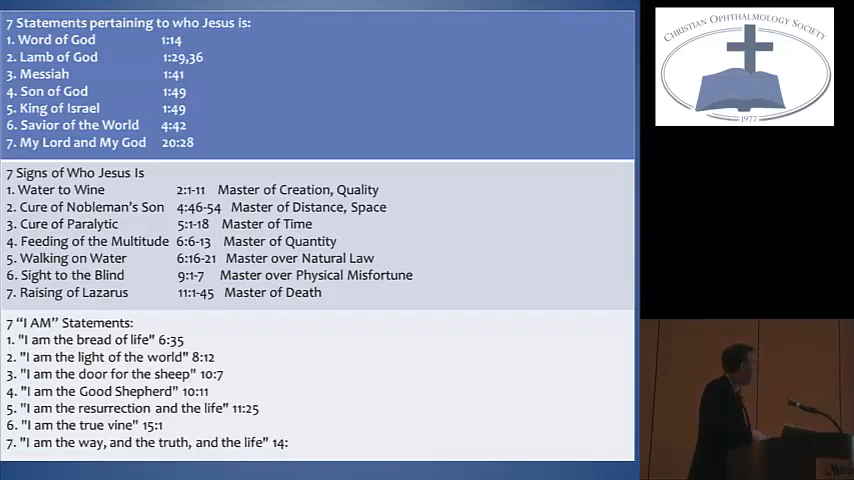 7 Statements pertaining to who Jesus is:
1. Word of God 1:14
2. Lamb of God 1:29,36
3. Messiah 1:41
4. Son of God 1:49
5. King of Israel 1:49
6. Savior of the World 4:42
7. My Lord and My God 20:28
7 Signs of Who Jesus Is
1. Water to Wine 2:1-11 Master of Creation, Quality
2. Cure of Nobleman's Son 4:46-54 Master of Distance, Space
3. Cure of Paralytic 5:1-18 Master of Time
4. Feeding of the Multitude 6:6-13 Master of Quantity
5. Walking on Water 6:16-21 Master over Natural Law
6. Sight to the Blind 9:1-7 Master over Physical Misfortune
7. Raising of Lazarus 11:1-45 Master of Death
7 “I AM” Statements:
1. "I am the bread of life" 6:35
2. "I am the light of the world" 8:12
3. "I am the door for the sheep" 10:7
4. "I am the Good Shepherd" 10:11
5. "I am the resurrection and the life" 11:25
6. "I am the true vine" 15:1
7. "I am the way, and the truth, and the life" 14:
CHRISTIAN OPHTHALMOLOGY SOCIETY
1977